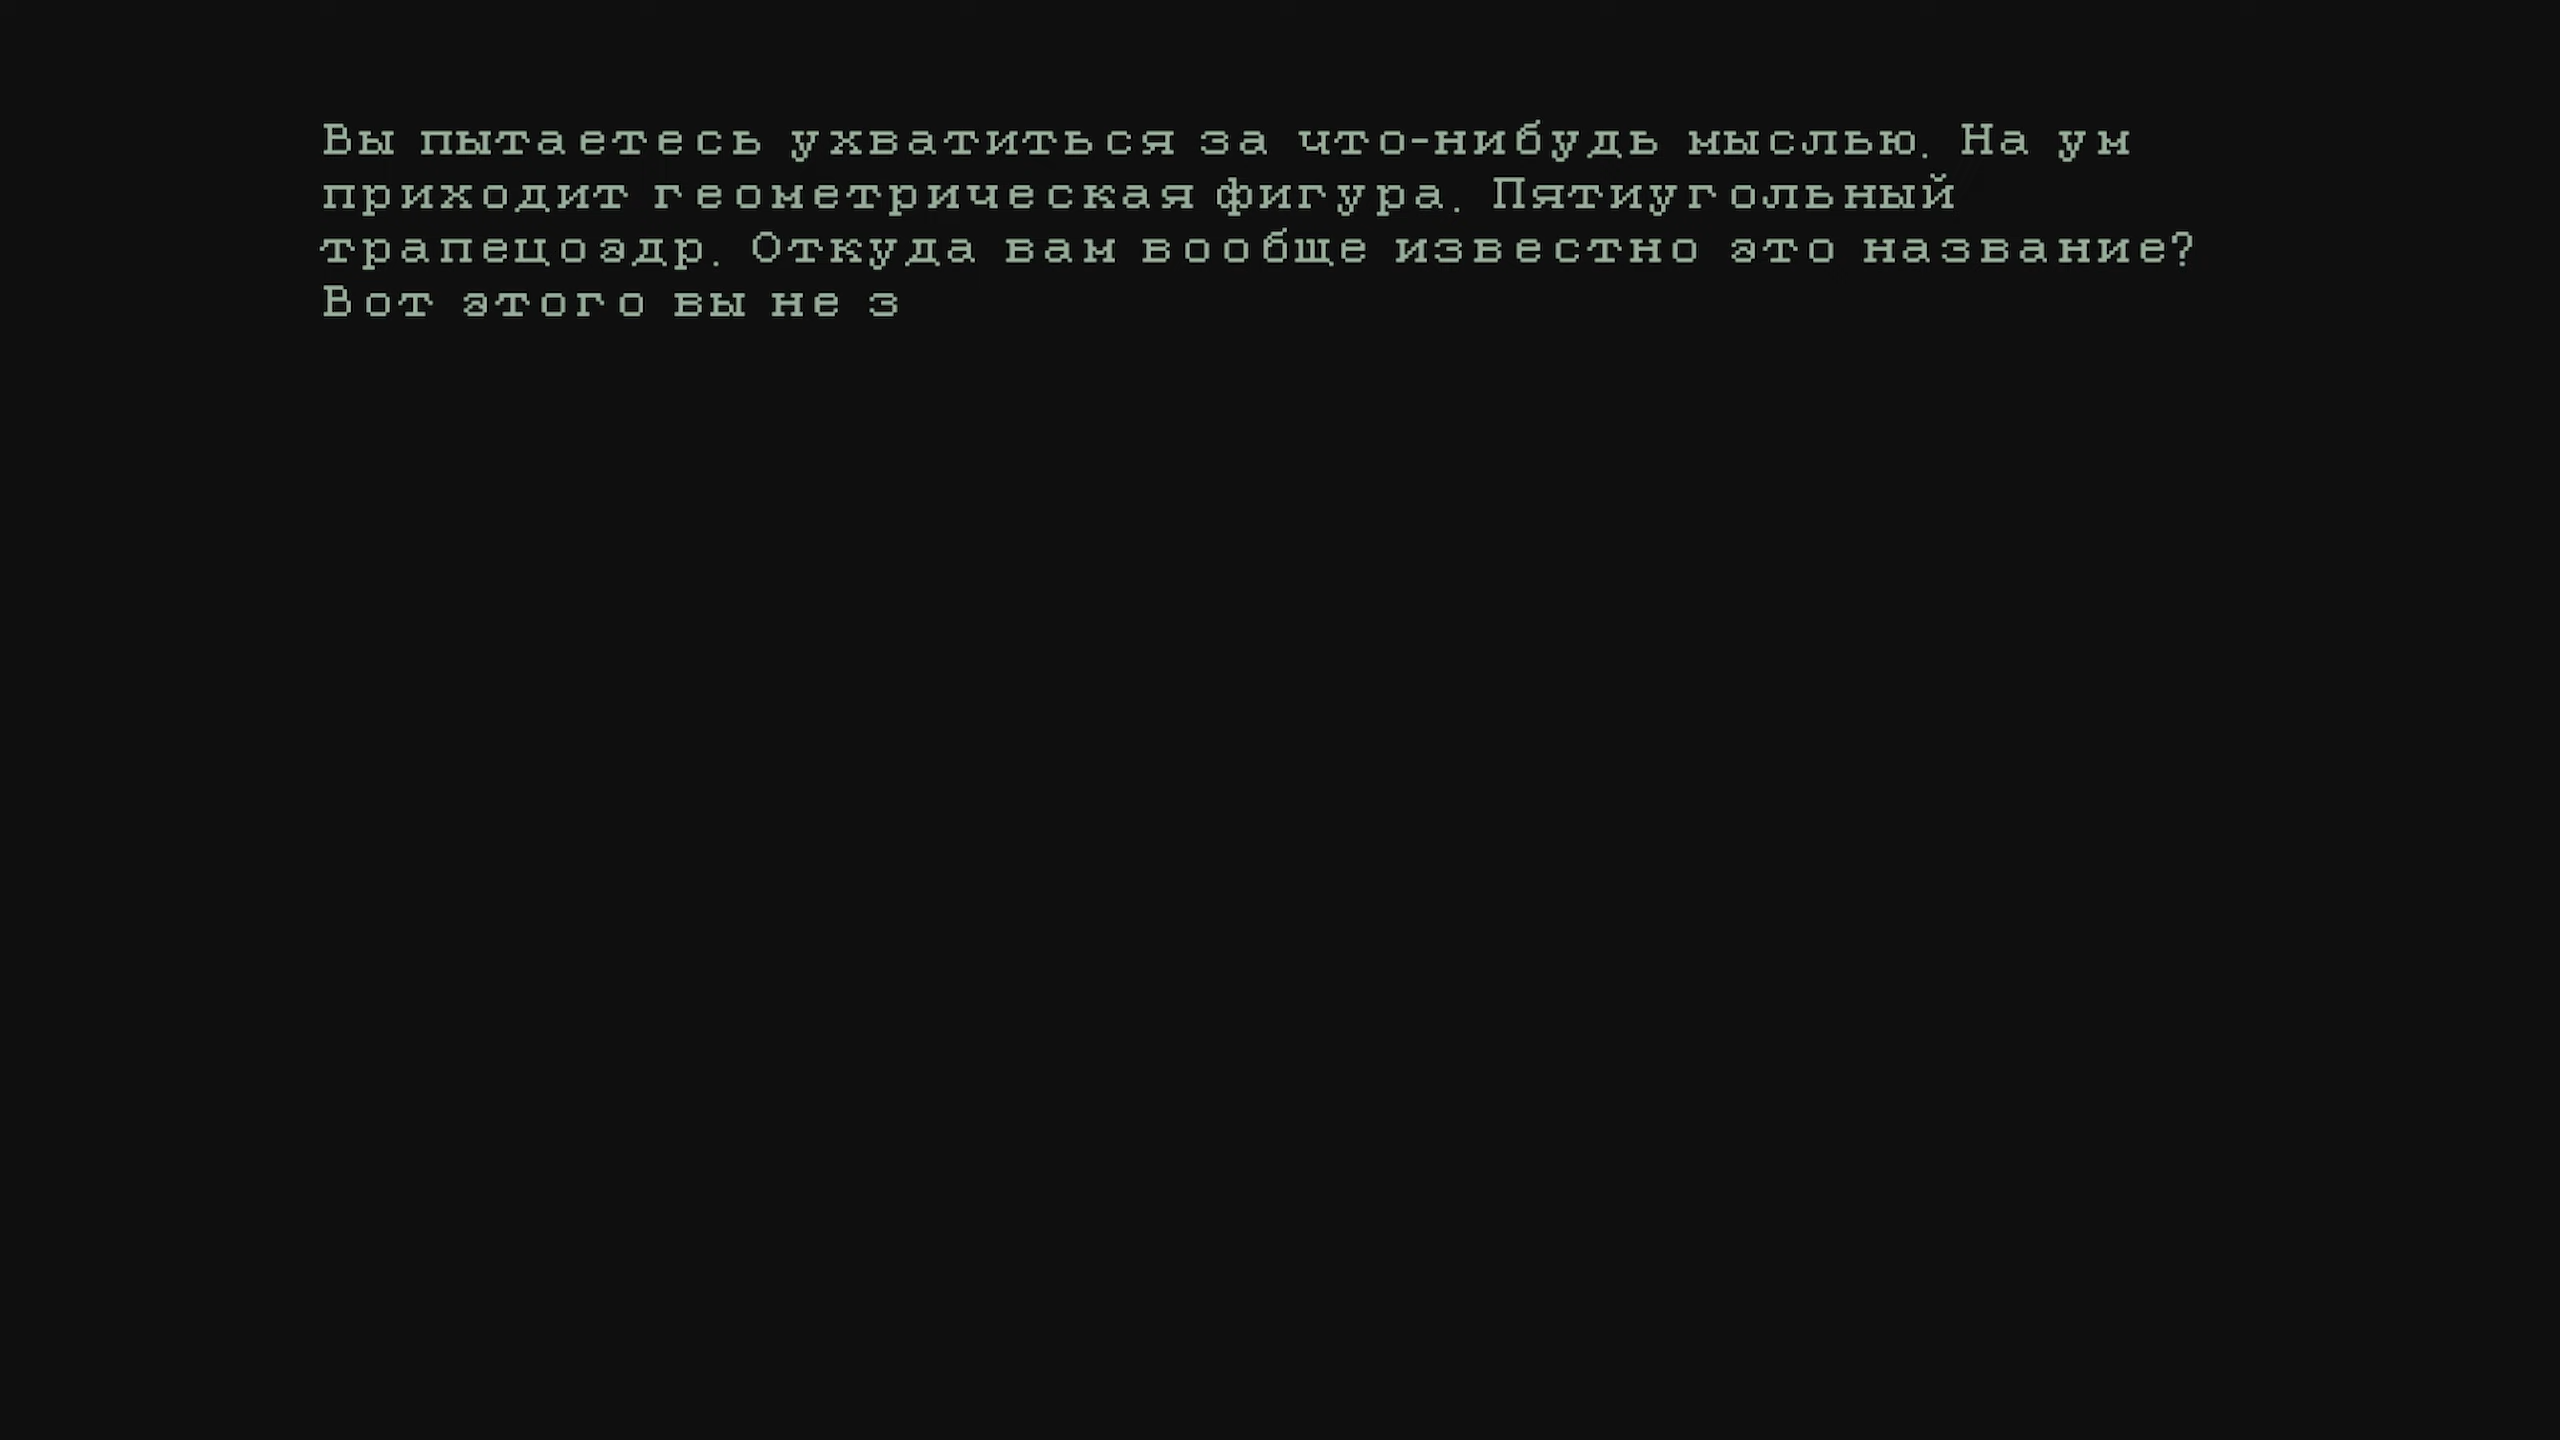 Вы пытаетесь ухватиться за что-нибудь мыслью. На ум
приходит геометрическая фигура. Пятиугольный
трапецоэдр. Откуда вам вообще известно это название?
Вот этого вы не з